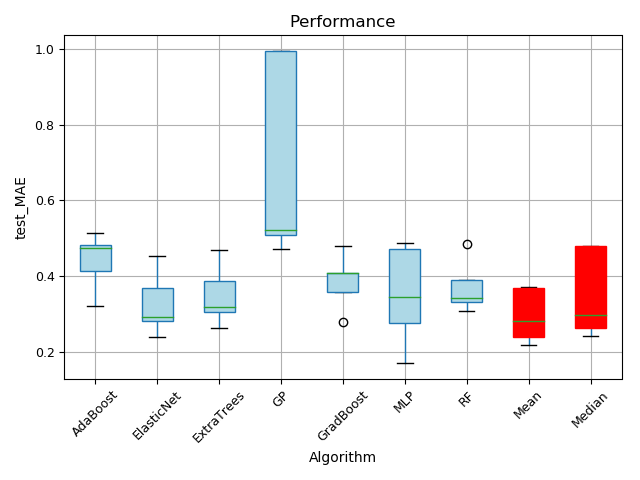 Performance
1.0
0.8
0.6
0.4
0.2
test_MAE
AdaBoost
ElasticNet
ExtraTrees
GP
GradBoost
MLP
RF
Mean
Median
Algorithm